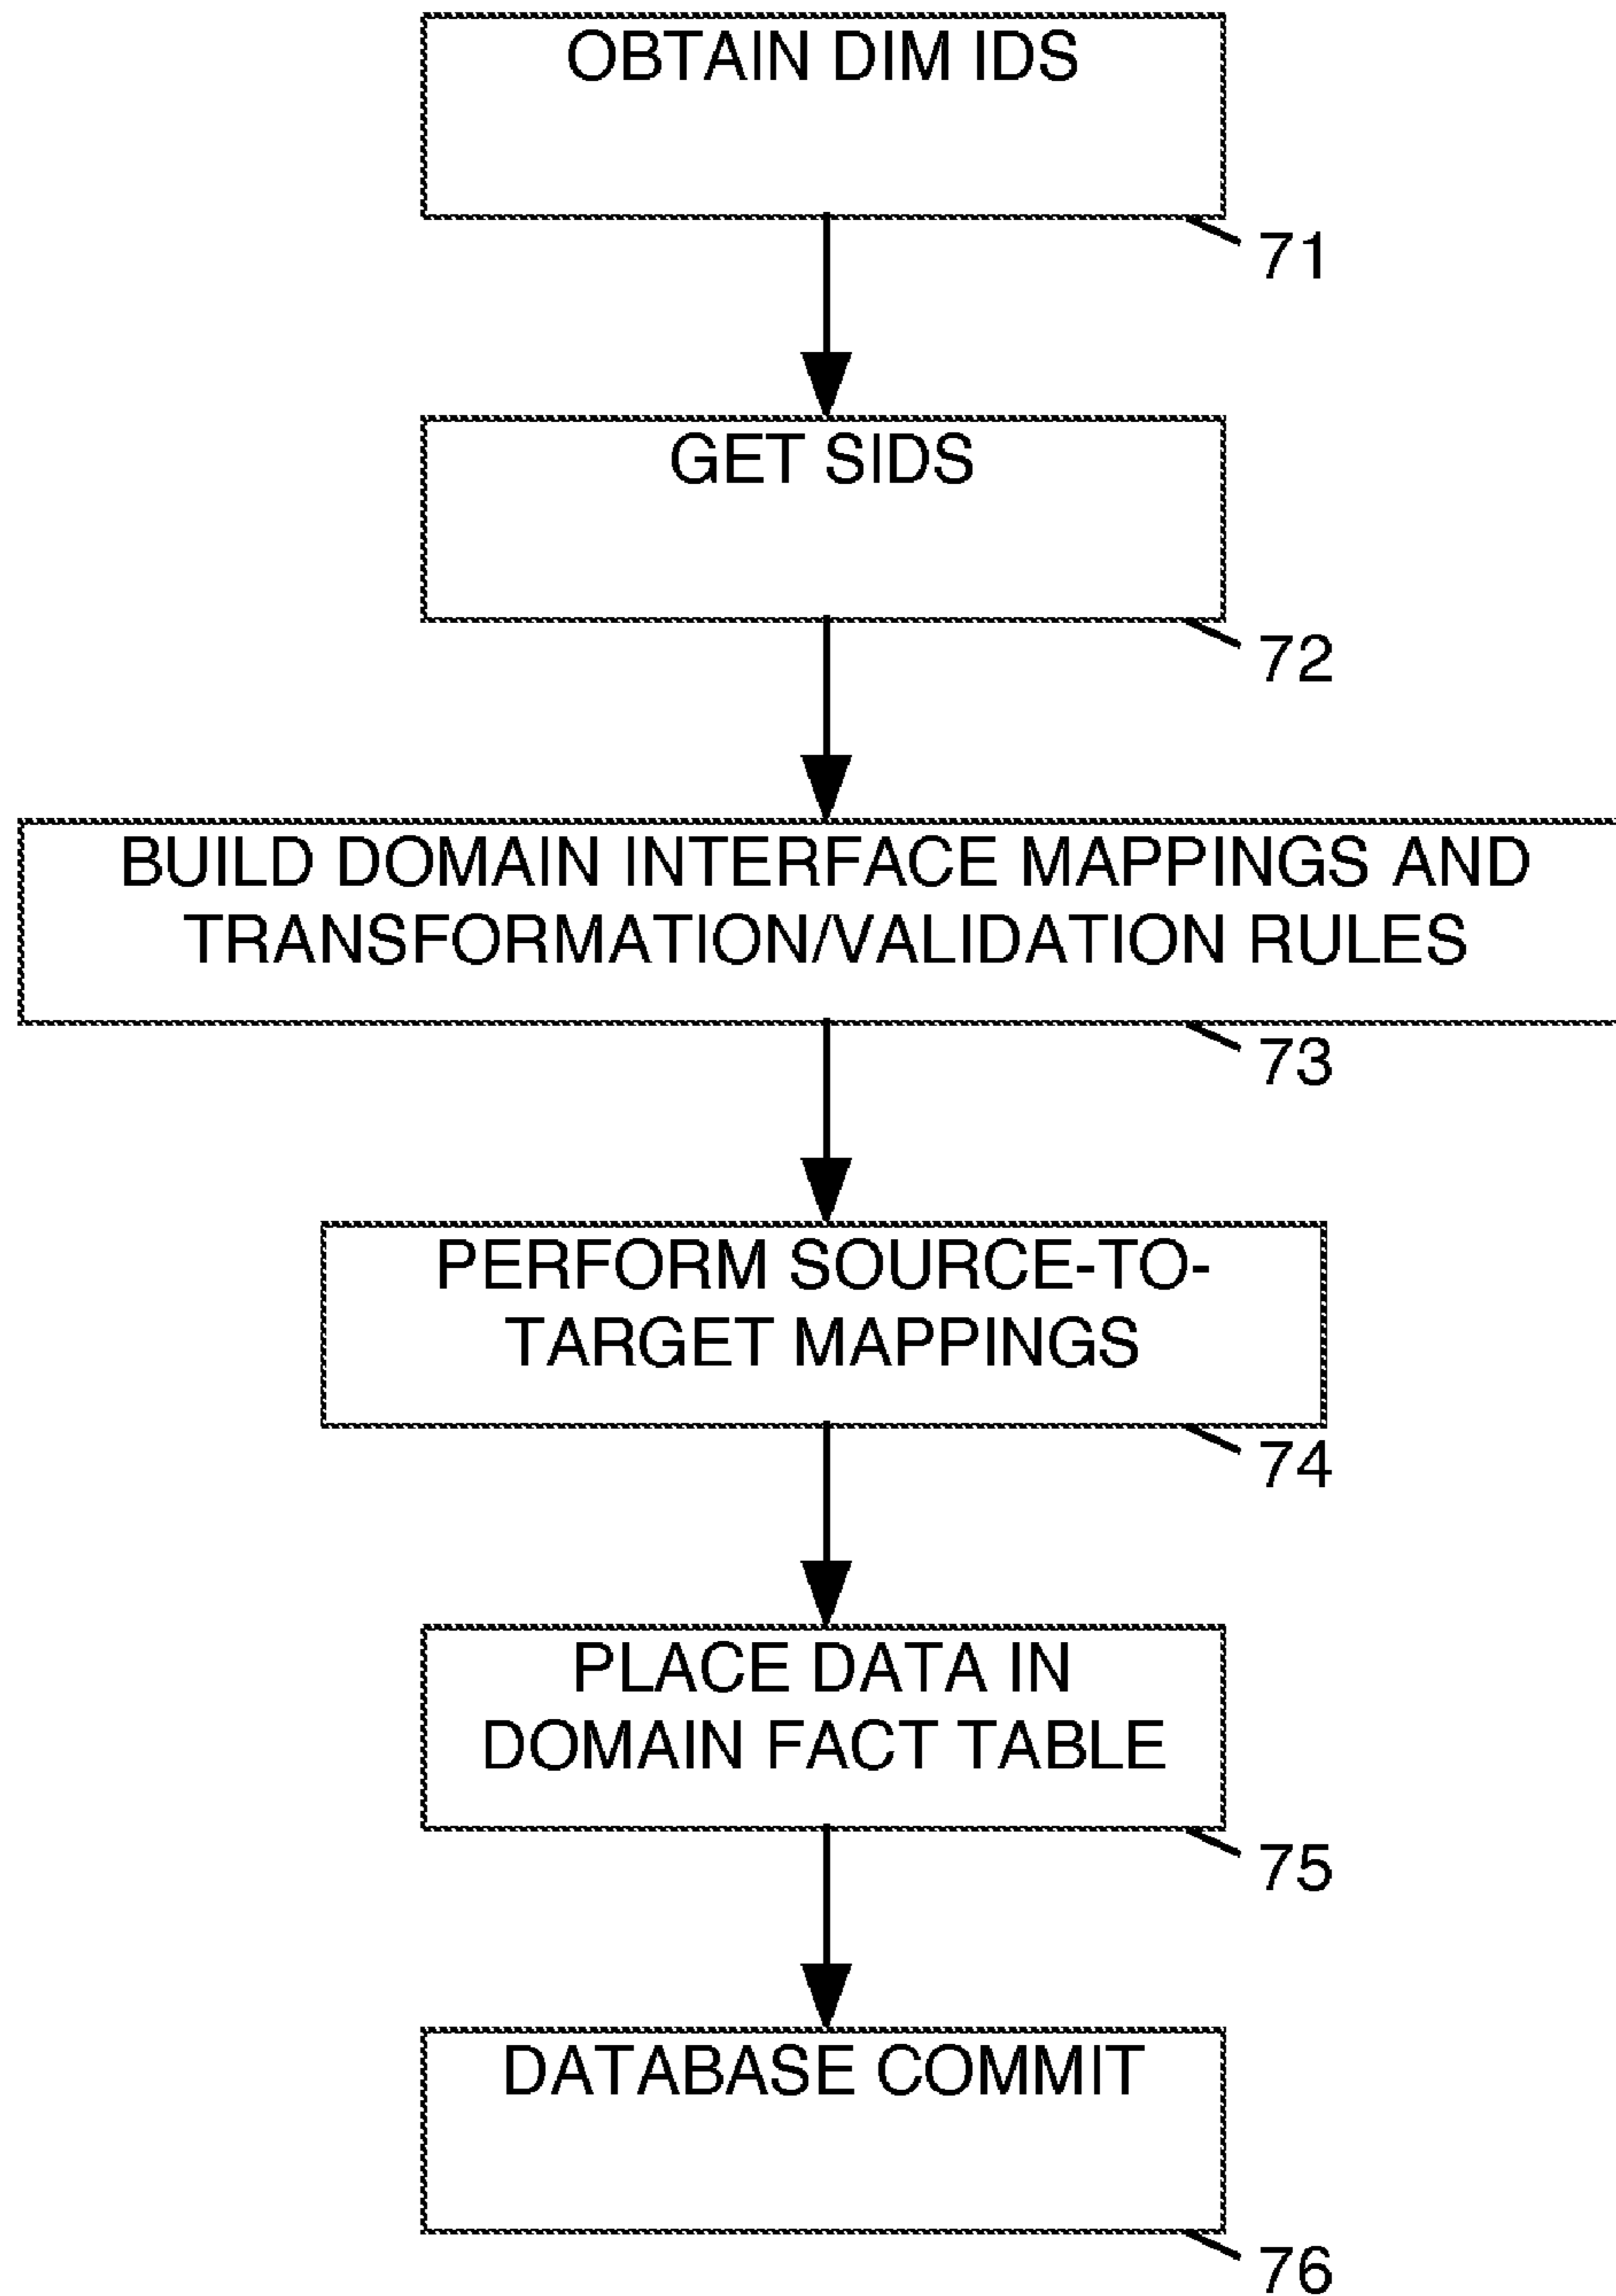 OBTAIN DIM IDS
71
GET SIDS
72
BUILD DOMAIN INTERFACE MAPPINGS AND
TRANSFORMATION/VALIDATION RULES
73
PERFORM SOURCE-TO-
TARGET MAPPINGS
74
PLACE DATA IN
DOMAIN FACT TABLE
75
DATABASE COMMIT
76